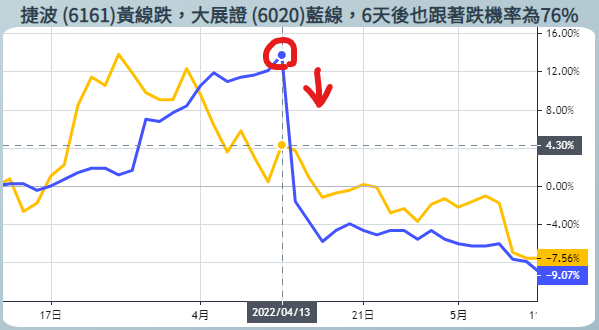 捷波 (6161)黃線跌，大展證 (6020)藍線，6天後也跟著跌機率為76%
16.00%
12.00%
8.00%
4.30%
0.00%
-4.00%
-7.56%
-9.07%
17日
4月
2022/04/13
21日
5月